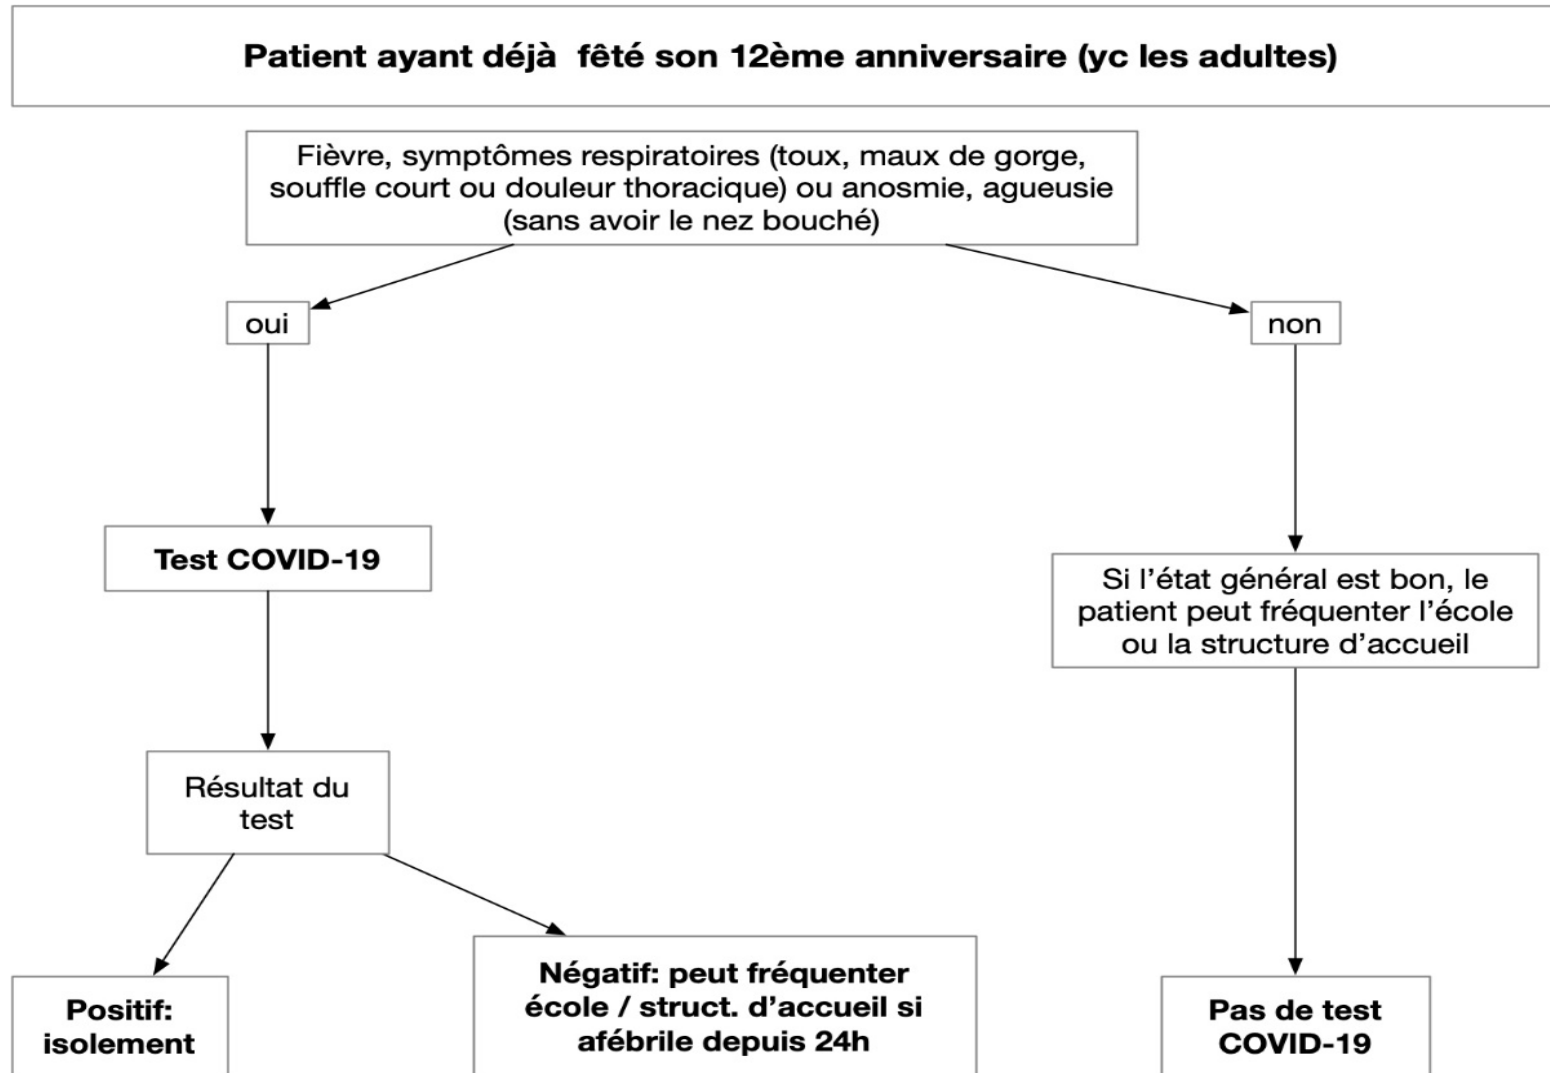 Patient ayant déjà  fêté son 12ème anniversaire (yc les adultes)
Fièvre, symptômes respiratoires (toux, maux de gorge,
souffle court ou douleur thoracique) ou anosmie, agueusie
(sans avoir le nez bouché)
oui
non
Test COVID-19
Si l’état général est bon, le
patient peut fréquenter l’école
ou la structure d’accueil
Résultat du
test
Positif:
isolement
Négatif: peut fréquenter
école / struct. d’accueil si
afébrile depuis 24h
Pas de test
COVID-19